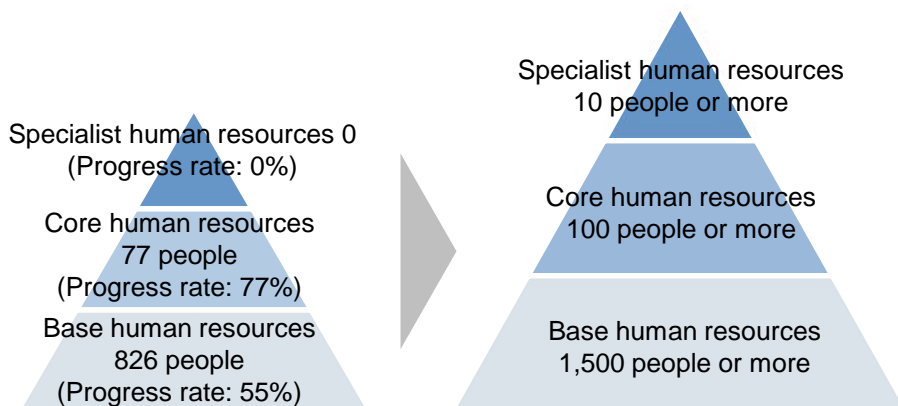 Specialist human resources 0
(Progress rate: 0%)
Core human resources
77 people
(Progress rate: 77%)
Base human resources
826 people
(Progress rate: 55%)
Specialist human resources
10 people or more
Core human resources
100 people or more
Base human resources
1,500 people or more